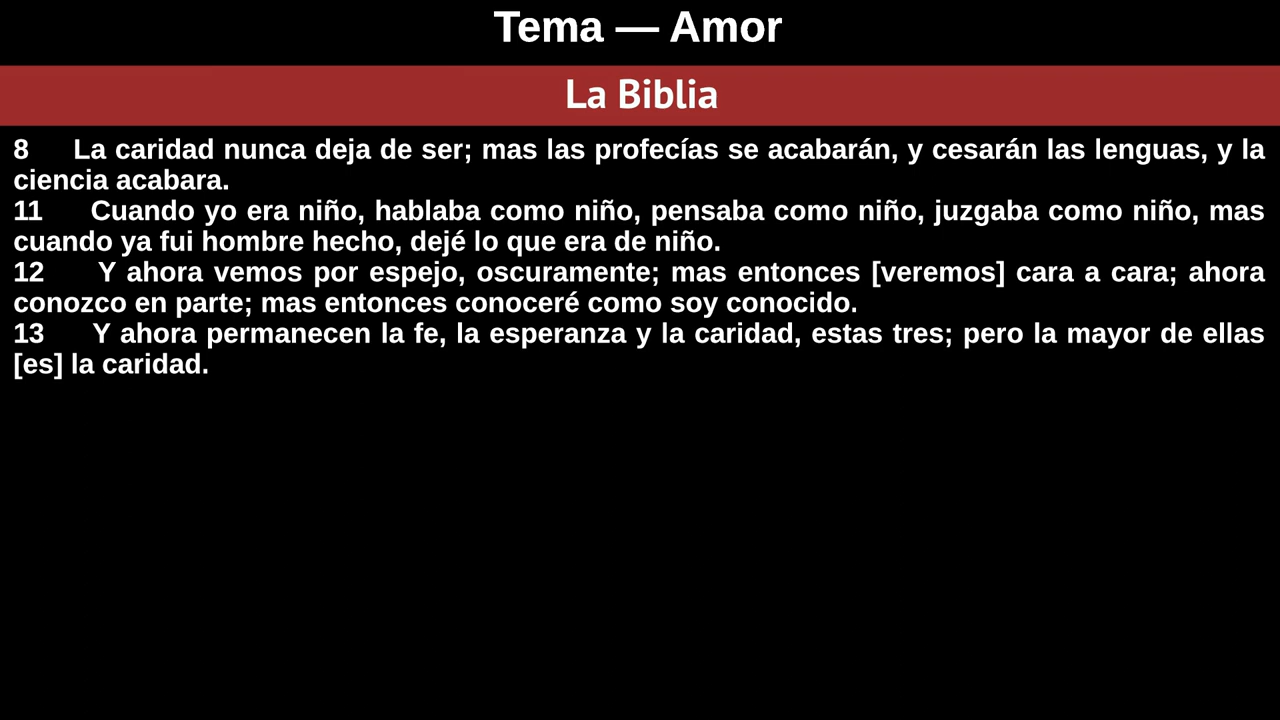 Tema — Amor
La Biblia
8 La caridad nunca deja de ser; mas las profecías se acabarán, y cesarán las lenguas, y la
ciencia acabara.
11 Cuando yo era niño, hablaba como niño, pensaba como niño, juzgaba como niño, mas
cuando ya fui hombre hecho, dejé lo que era de niño.
12 Y ahora vemos por espejo, oscuramente; mas entonces [veremos] cara a cara; ahora
conozco en parte; mas entonces conoceré como soy conocido.
13 Y ahora permanecen la fe, la esperanza y la caridad, estas tres; pero la mayor de ellas
[es] la caridad.